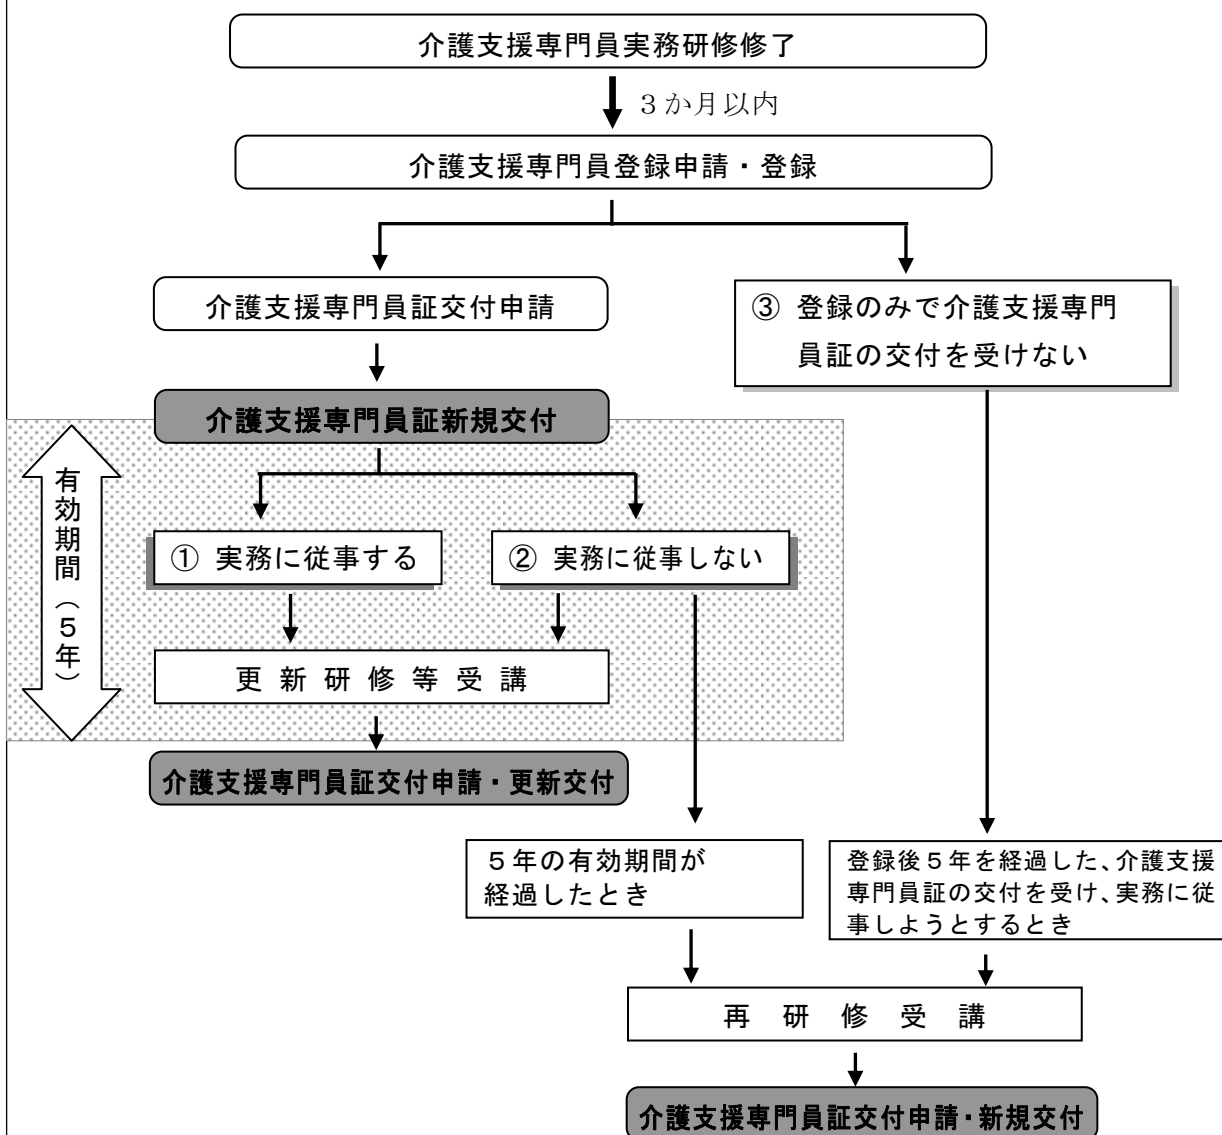 介護支援専門員実務研修修了
３か月以内
介護支援専門員登録申請・登録
介護支援専門員証交付申請
③ 登録のみで介護支援専門
員証の交付を受けない
介護支援専門員証新規交付
有効期間（５年）
① 実務に従事する
② 実務に従事しない
更新研修等受講
介護支援専門員証交付申請・更新交付
５年の有効期間が
経過したとき
登録後５年を経過した、介護支援
専門員証の交付を受け、実務に従
事しようとするとき
再研修受講
介護支援専門員証交付申請・新規交付